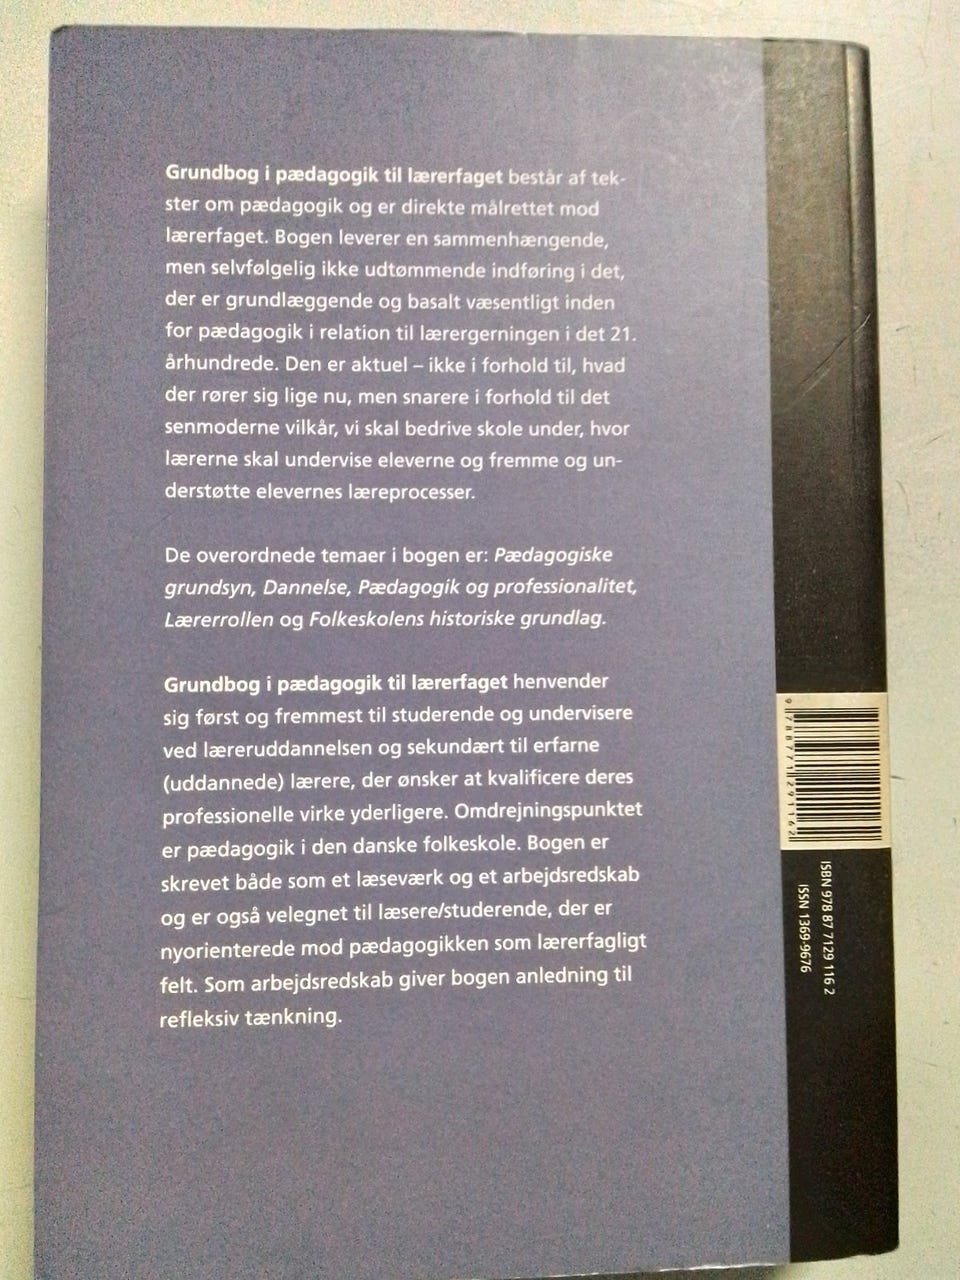 Grundbog i pædagogik til lærerfaget består af tek-
ster om pædagogik og er direkte målrettet mod
lærerfaget. Bogen leverer en sammenhængende,
men selvfølgelig ikke udtømmende indføring i det,
der er grundlæggende og basalt væsentligt inden
for pædagogik i relation til lærergerningen i det 21.
århundrede. Den er aktuel – ikke i forhold til, hvad
der rører sig lige nu, men snarere i forhold til det
senmoderne vilkår, vi skal bedrive skole under, hvor
lærerne skal undervise eleverne og fremme og un-
derstøtte elevernes læreprocesser.
De overordnede temaer i bogen er: Pædagogiske
grundsyn, Dannelse, Pædagogik og professionalitet,
Lærerrollen og Folkeskolens historiske grundlag.
Grundbog i pædagogik til lærerfaget henvender
sig først og fremmest til studerende og undervisere
ved læreruddannelsen og sekundært til erfarne
(uddannede) lærere, der ønsker at kvalificere deres
professionelle virke yderligere. Omdrejningspunktet
er pædagogik i den danske folkeskole. Bogen er
skrevet både som et læseværk og et arbejdsredskab
og er også velegnet til læsere/studerende, der er
nyorienterede mod pædagogikken som lærerfagligt
felt. Som arbejdsredskab giver bogen anledning til
refleksiv tænkning.
9 788771 291162
ISBN 978 87 7129 116 2
ISSN 1369-9676